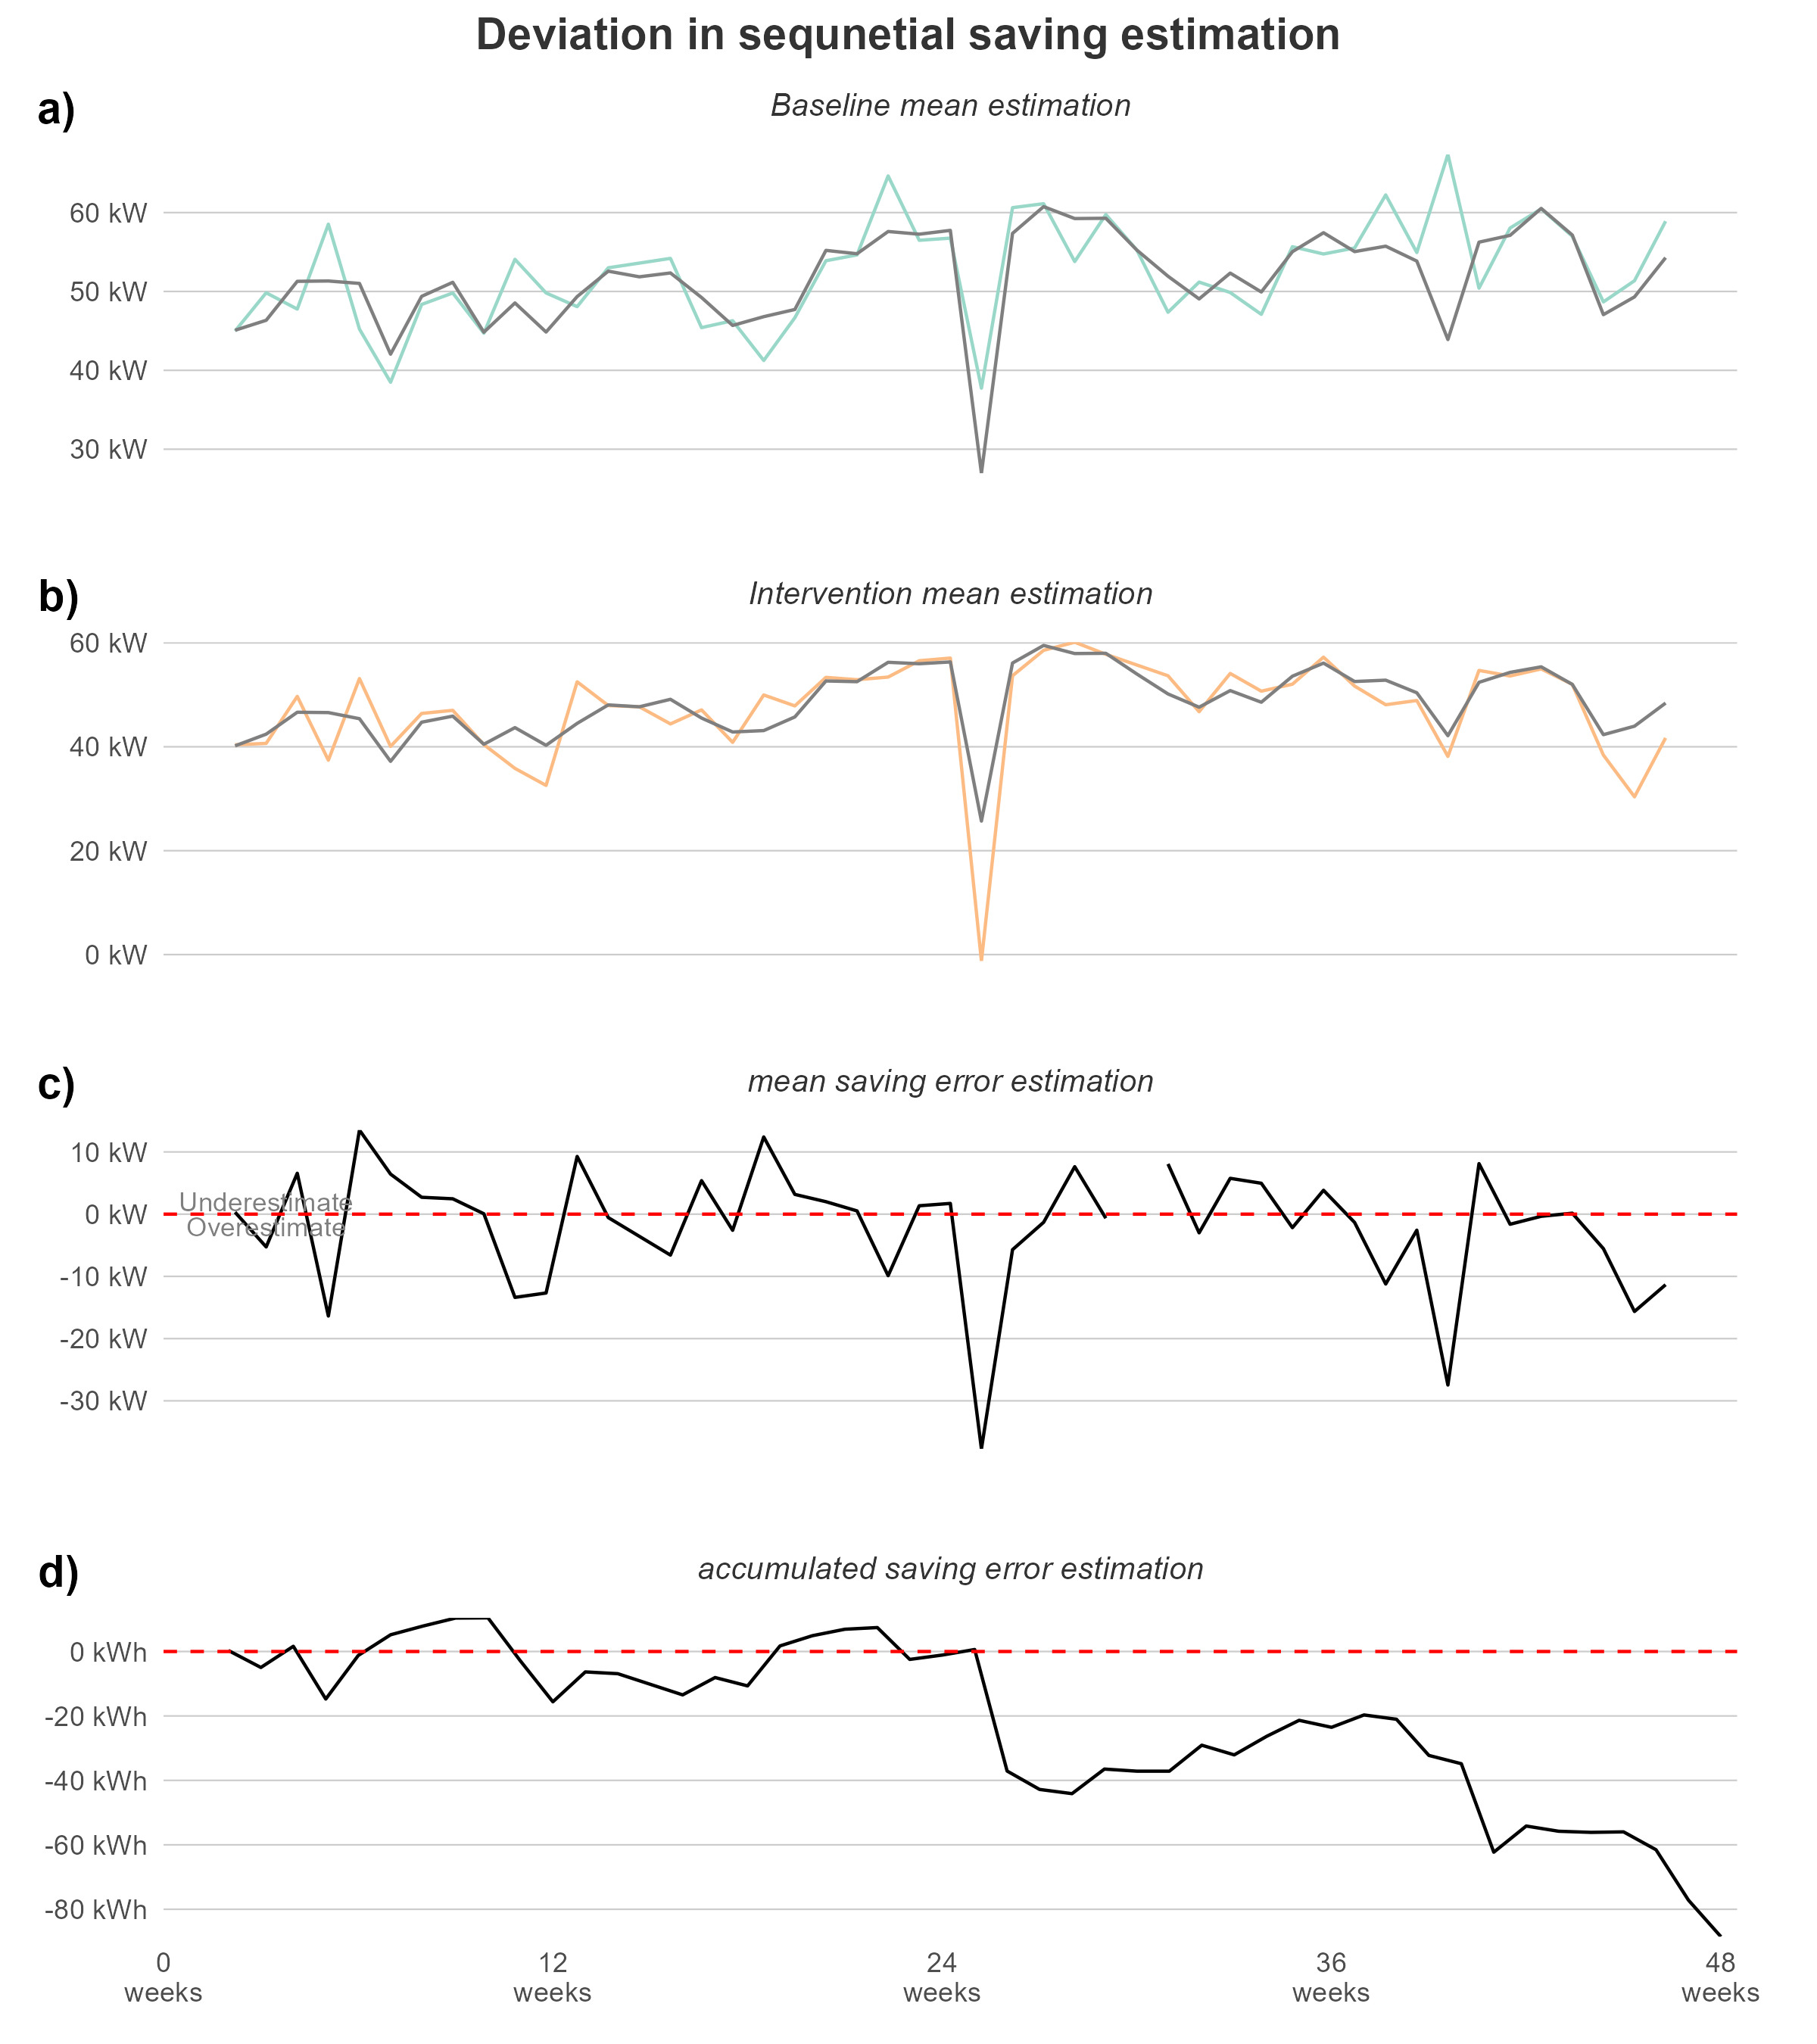 Deviation in sequnetial saving estimation
a)
Baseline mean estimation
60 kW
50 kW
40 kW
30 kW
b)
Intervention mean estimation
60 kW
40 kW
20 kW
0 kW
c)
mean saving error estimation
10 kW
Underestimate
0 kW
Overestimate
-10 kW
-20 kW
-30 kW
d)
accumulated saving error estimation
0 kWh
-20 kWh
-40 kWh
-60 kWh
-80 kWh
0 12 24 36 48
weeks weeks weeks weeks weeks